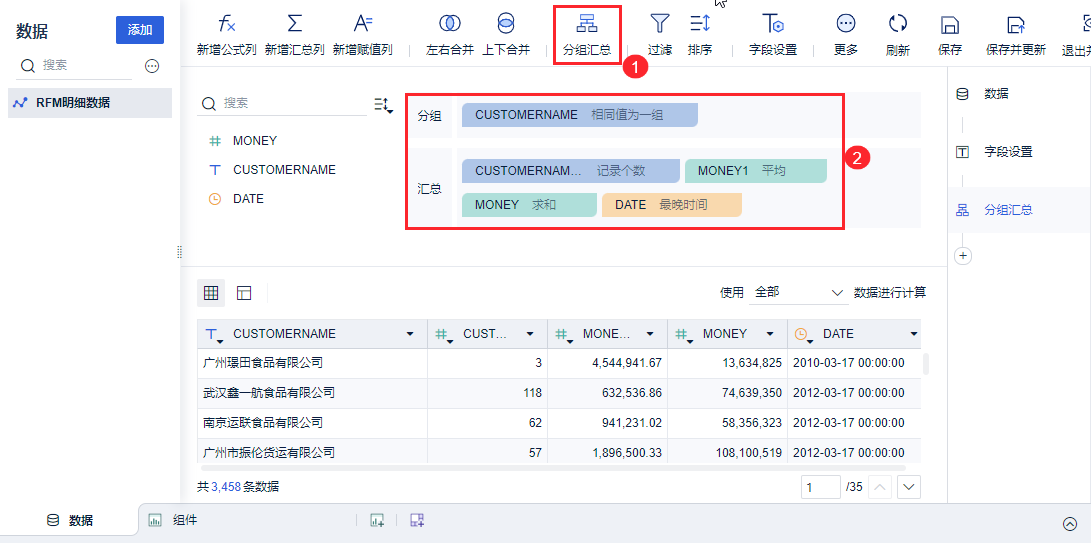 数据
添加
搜索
RFM明细数据
新增公式列 新增汇总列 新增赋值列 左右合并 上下合并 分组汇总 过滤 排序 字段设置 更多 刷新 保存 保存并更新
1
搜索
MONEY
CUSTOMERNAME
DATE
分组 CUSTOMERNAME 相同值为一组
汇总
CUSTOMERNAM... 记录个数 MONEY1 平均
MONEY 求和 DATE 最晚时间
2
数据
字段设置
分组汇总
使用 全部 数据进行计算
CUSTOMERNAME CUST... MONE... MONEY DATE
广州璟田食品有限公司 3 4,544,941.67 13,634,825 2010-03-17 00:00:00
武汉鑫一航食品有限公司 118 632,536.86 74,639,350 2012-03-17 00:00:00
南京运联食品有限公司 62 941,231.02 58,356,323 2012-03-17 00:00:00
广州市振伦货运有限公司 57 1,896,500.33 108,100,519 2012-03-17 00:00:00
共 3,458 条数据 1 /35
数据 组件